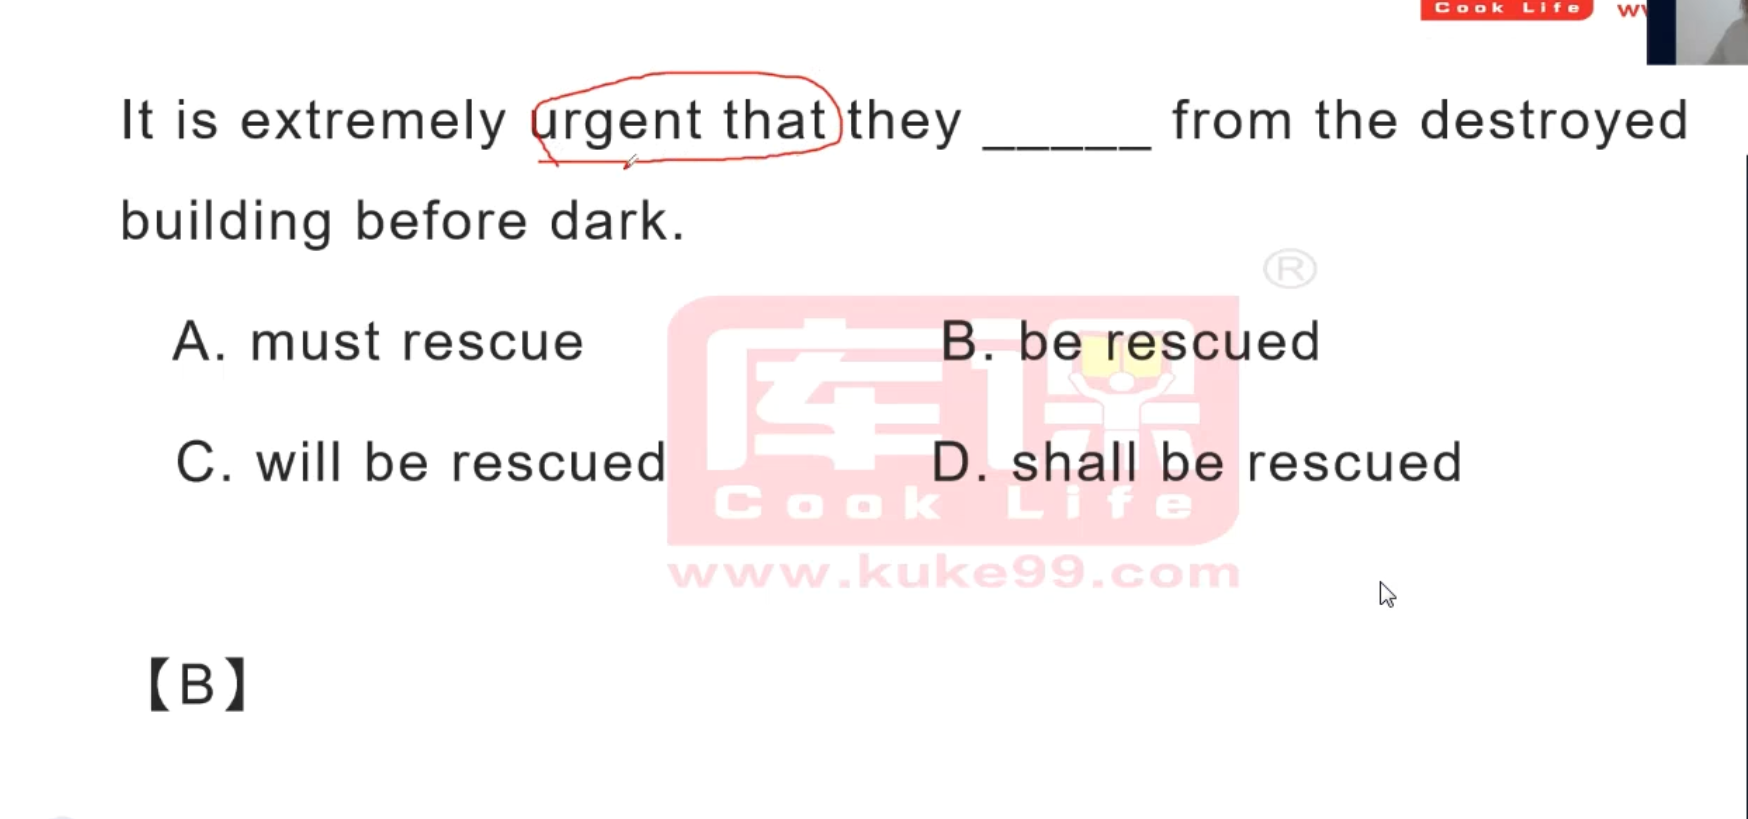 Cook Life
It is extremely urgent that they _____ from the destroyed
building before dark.
®
A. must rescue B. be rescued
C. will be rescued D. shall be rescued
库课
Cook Life
www.kuke99.com
【B】